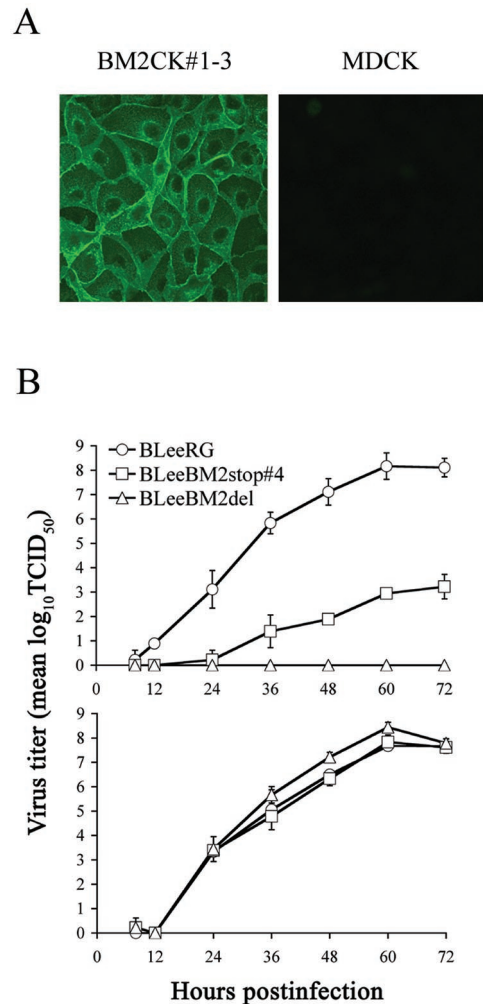 A
BM2CK#1-3 MDCK
B
9
8
7
6
5
4
3
2
1
0
BLeeRG
BLeeBM2stop#4
BLeeBM2del
0 12 24 36 48 60 72
Virus titer (mean log10TCID50)
9
8
7
6
5
4
3
2
1
0
0 12 24 36 48 60 72
Hours postinfection